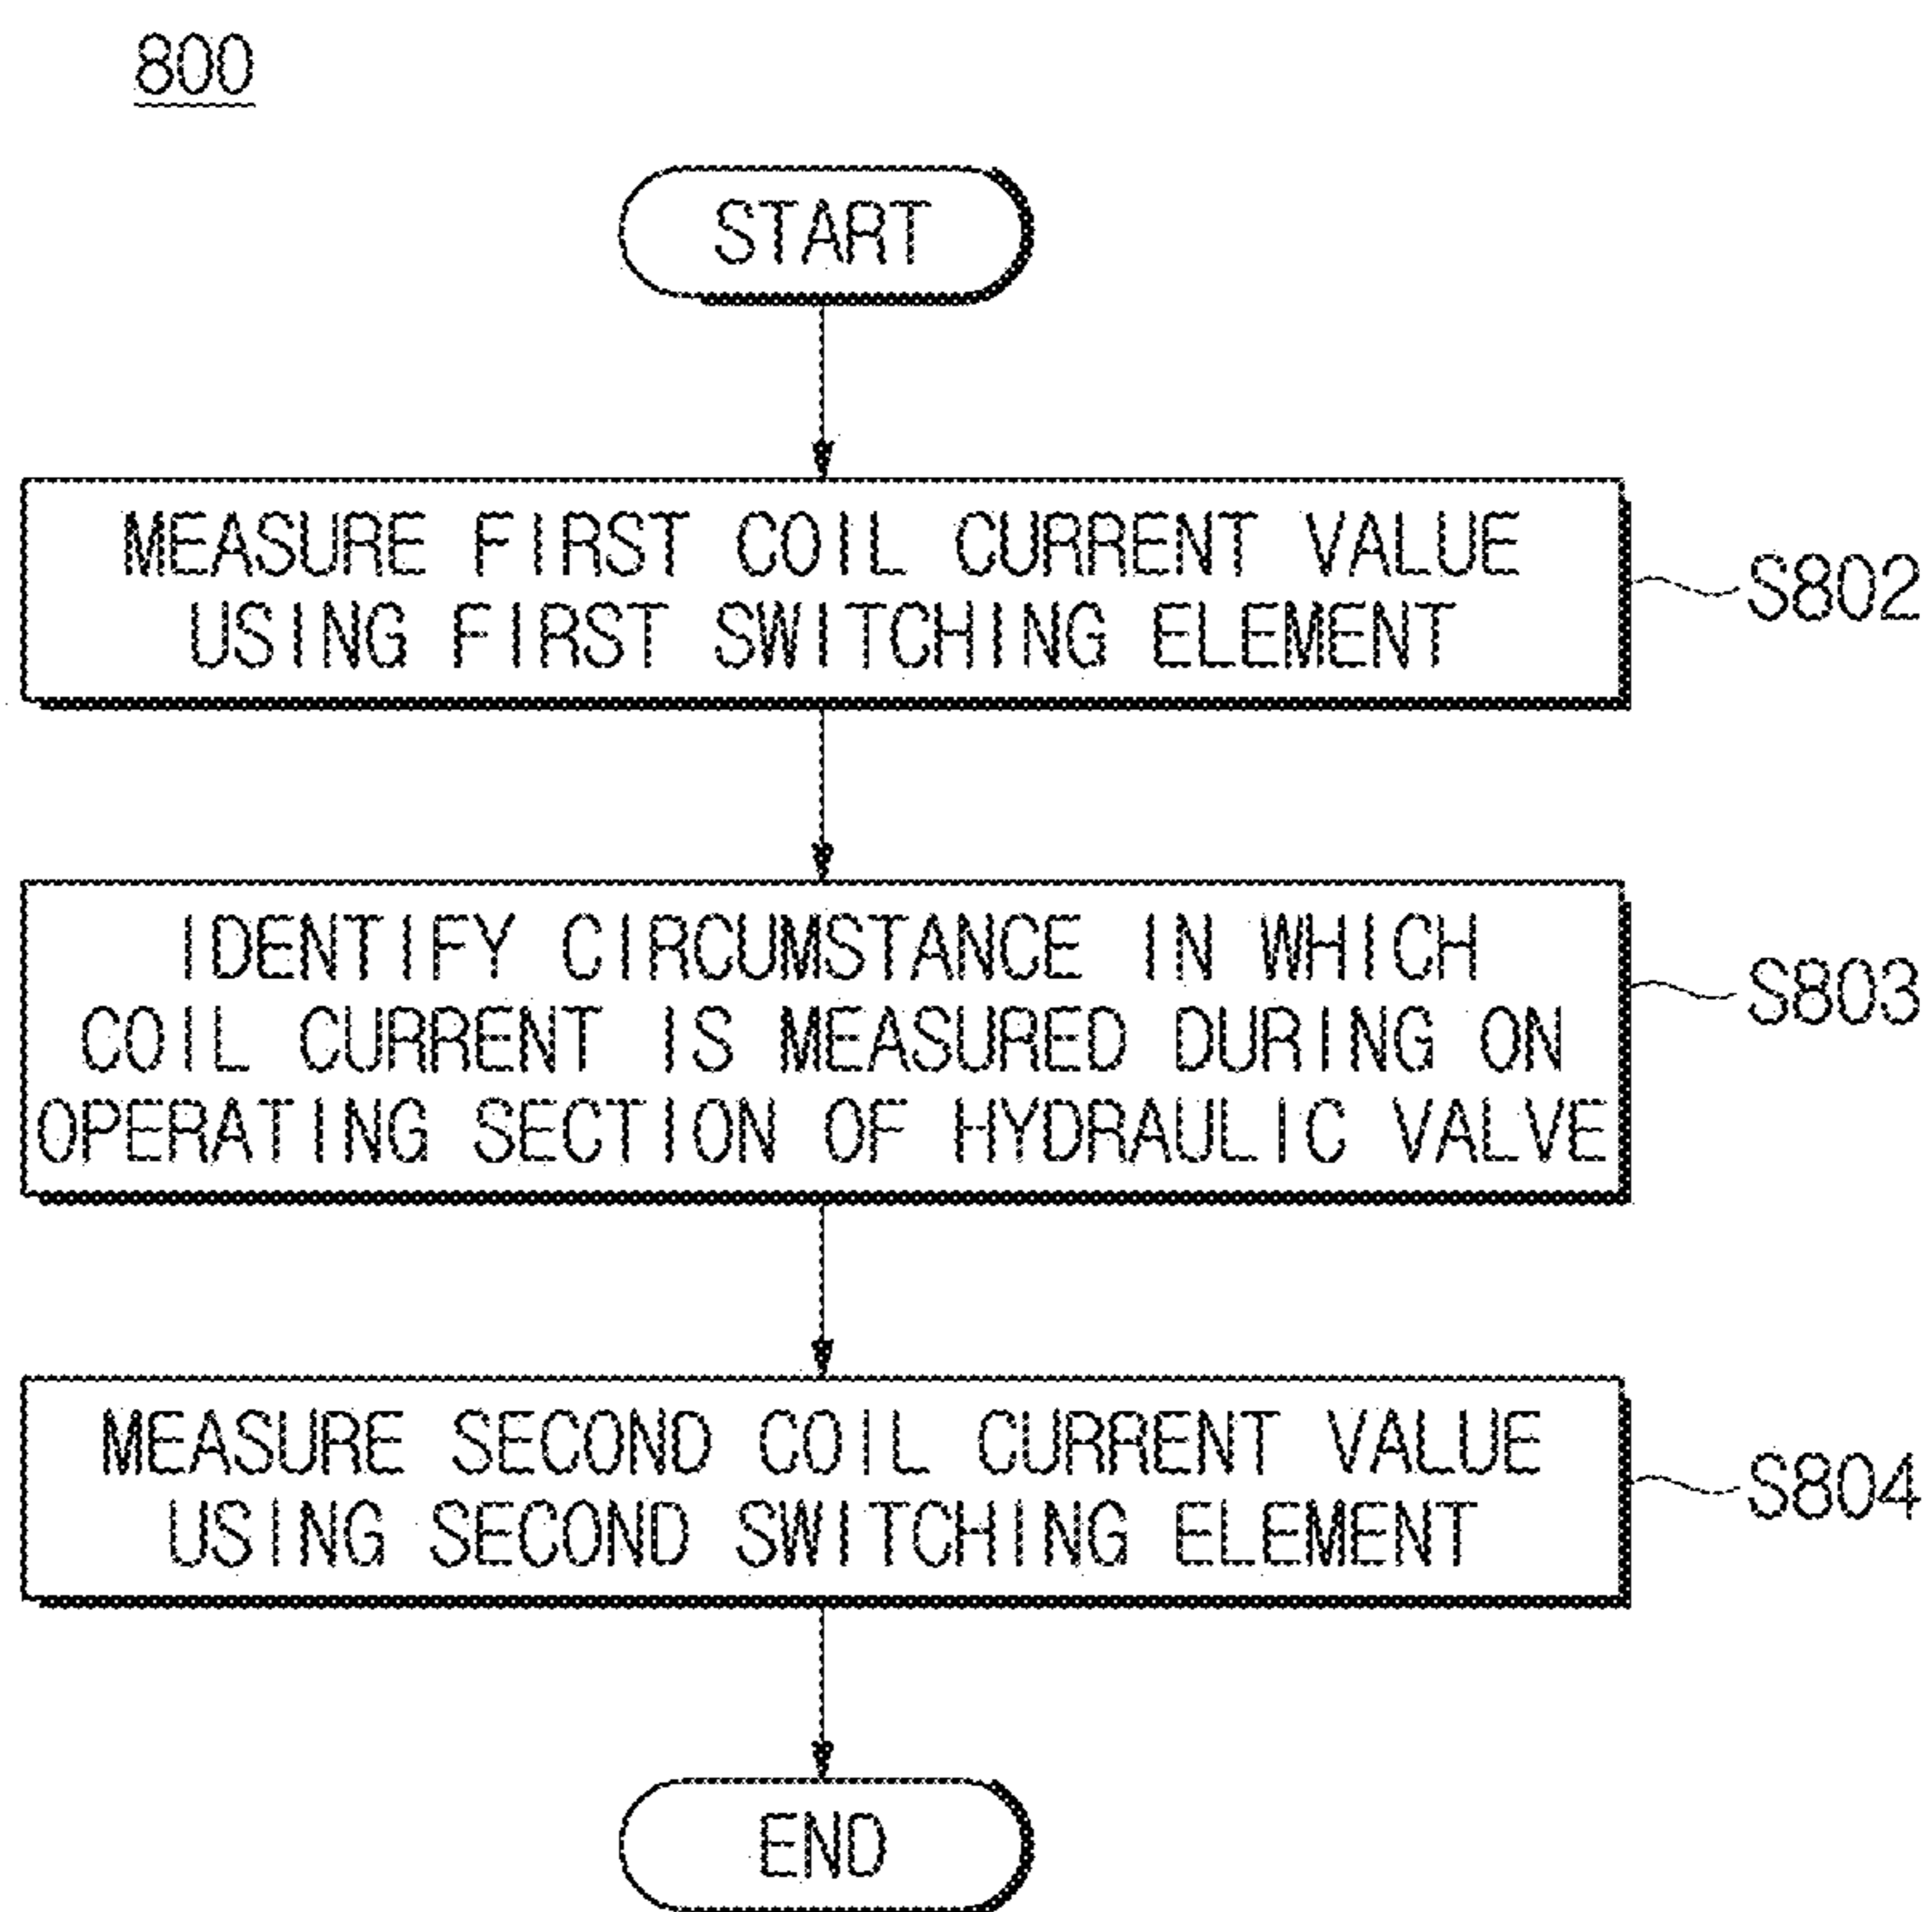 800
START
MEASURE FIRST COIL CURRENT VALUE
USING FIRST SWITCHING ELEMENT
S802
IDENTIFY CIRCUMSTANCE IN WHICH
COIL CURRENT IS MEASURED DURING ON
OPERATING SECTION OF HYDRAULIC VALVE
S803
MEASURE SECOND COIL CURRENT VALUE
USING SECOND SWITCHING ELEMENT
S804
END